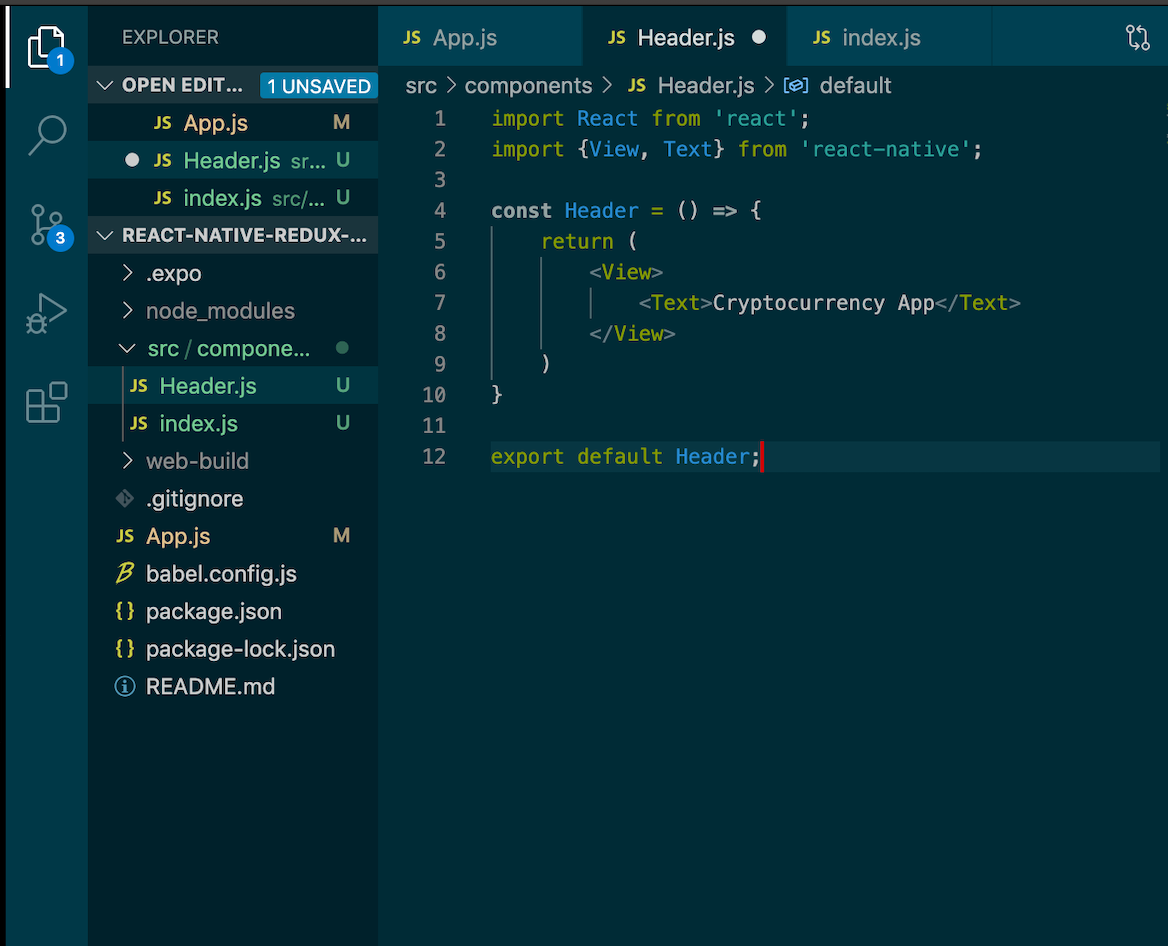 EXPLORER
OPEN EDIT... 1 UNSAVED
JS App.js M
JS Header.js sr... U
JS index.js src/... U
REACT-NATIVE-REDUX-...
.expo
node_modules
src / compone...
JS Header.js U
JS index.js U
web-build
.gitignore
JS App.js M
babel.config.js
{} package.json
{} package-lock.json
README.md
1
3
JS App.js
JS Header.js
JS index.js
src > components > JS Header.js > default
1 import React from 'react';
2 import {View, Text} from 'react-native';
3
4 const Header = () => {
5     return (
6         <View>
7             <Text>Cryptocurrency App</Text>
8         </View>
9     )
10 }
11
12 export default Header;